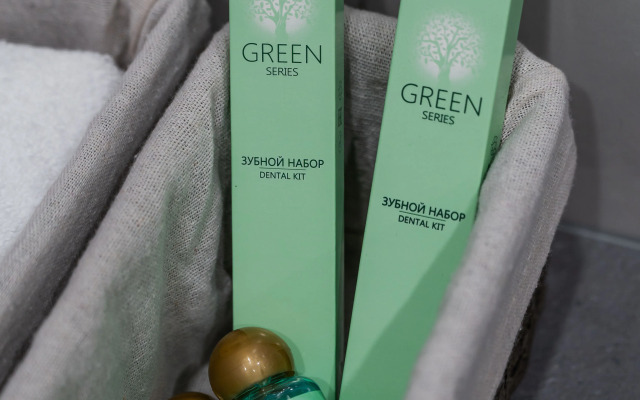 GREEN
SERIES
ЗУБНОЙ НАБОР
DENTAL KIT
GREEN
SERIES
ЗУБНОЙ НАБОР
DENTAL KIT